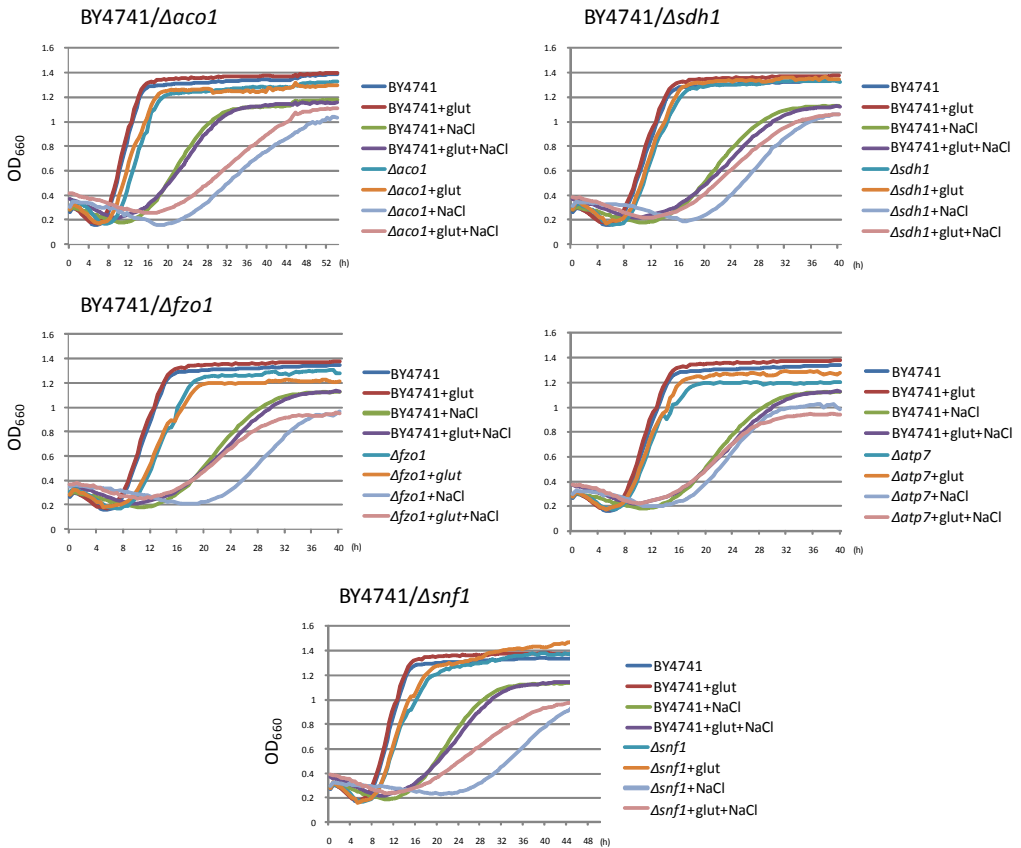 BY4741/Δaco1
1.6
1.4
1.2
1
0.8
0.6
0.4
0.2
0
OD660
0 4 8 12 16 20 24 28 32 36 40 44 48 52 (h)
BY4741
BY4741+glut
BY4741+NaCl
BY4741+glut+NaCl
Δaco1
Δaco1+glut
Δaco1+NaCl
Δaco1+glut+NaCl
BY4741/Δsdh1
1.6
1.4
1.2
1
0.8
0.6
0.4
0.2
0
0 4 8 12 16 20 24 28 32 36 40 (h)
BY4741
BY4741+glut
BY4741+NaCl
BY4741+glut+NaCl
Δsdh1
Δsdh1+glut
Δsdh1+NaCl
Δsdh1+glut+NaCl
BY4741/Δfzo1
1.6
1.4
1.2
1
0.8
0.6
0.4
0.2
0
OD660
0 4 8 12 16 20 24 28 32 36 40 (h)
BY4741
BY4741+glut
BY4741+NaCl
BY4741+glut+NaCl
Δfzo1
Δfzo1+glut
Δfzo1+NaCl
Δfzo1+glut+NaCl
1.6
1.4
1.2
1
0.8
0.6
0.4
0.2
0
0 4 8 12 16 20 24 28 32 36 40 (h)
BY4741
BY4741+glut
BY4741+NaCl
BY4741+glut+NaCl
Δatp7
Δatp7+glut
Δatp7+NaCl
Δatp7+glut+NaCl
BY4741/Δsnf1
1.6
1.4
1.2
1
0.8
0.6
0.4
0.2
0
OD660
0 4 8 12 16 20 24 28 32 36 40 44 48 (h)
BY4741
BY4741+glut
BY4741+NaCl
BY4741+glut+NaCl
Δsnf1
Δsnf1+glut
Δsnf1+NaCl
Δsnf1+glut+NaCl